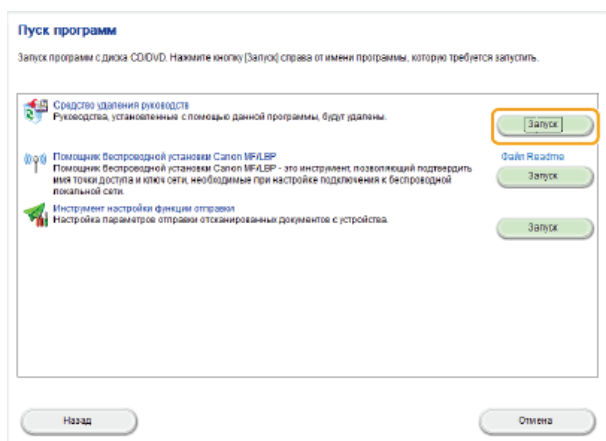 Пуск программ
Запуск программ с диска CD/DVD. Нажмите кнопку [Запуск] справа от имени программы, которую требуется запустить.
Средство удаления руководств
Руководства, установленные с помощью данной программы, будут удалены.
Запуск
Помощник беспроводной установки Canon MF/LBP
Файл Readme
Помощник беспроводной установки Canon MF/LBP - это инструмент, позволяющий подтвердить
имя точки доступа и ключ сети, необходимые при настройке подключения к беспроводной
локальной сети.
Запуск
Инструмент настройки функции отправки
Настройка параметров отправки отсканированных документов с устройства.
Запуск
Назад
Отмена